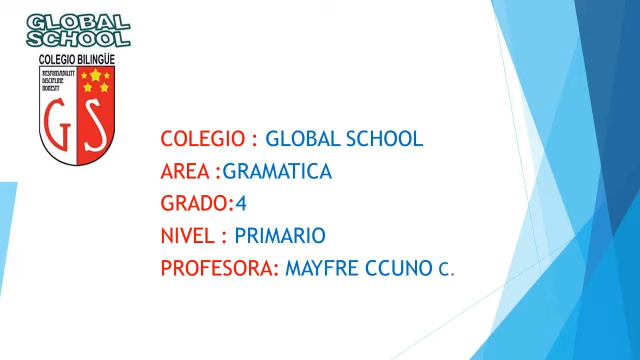 GLOBAL
SCHOOL
COLEGIO BILINGÜE
RESPONSABILITY
DISCIPLINE
HONESTY
GS
COLEGIO : GLOBAL SCHOOL
AREA :GRAMATICA
GRADO:4
NIVEL : PRIMARIO
PROFESORA: MAYFRE CCUNO C.